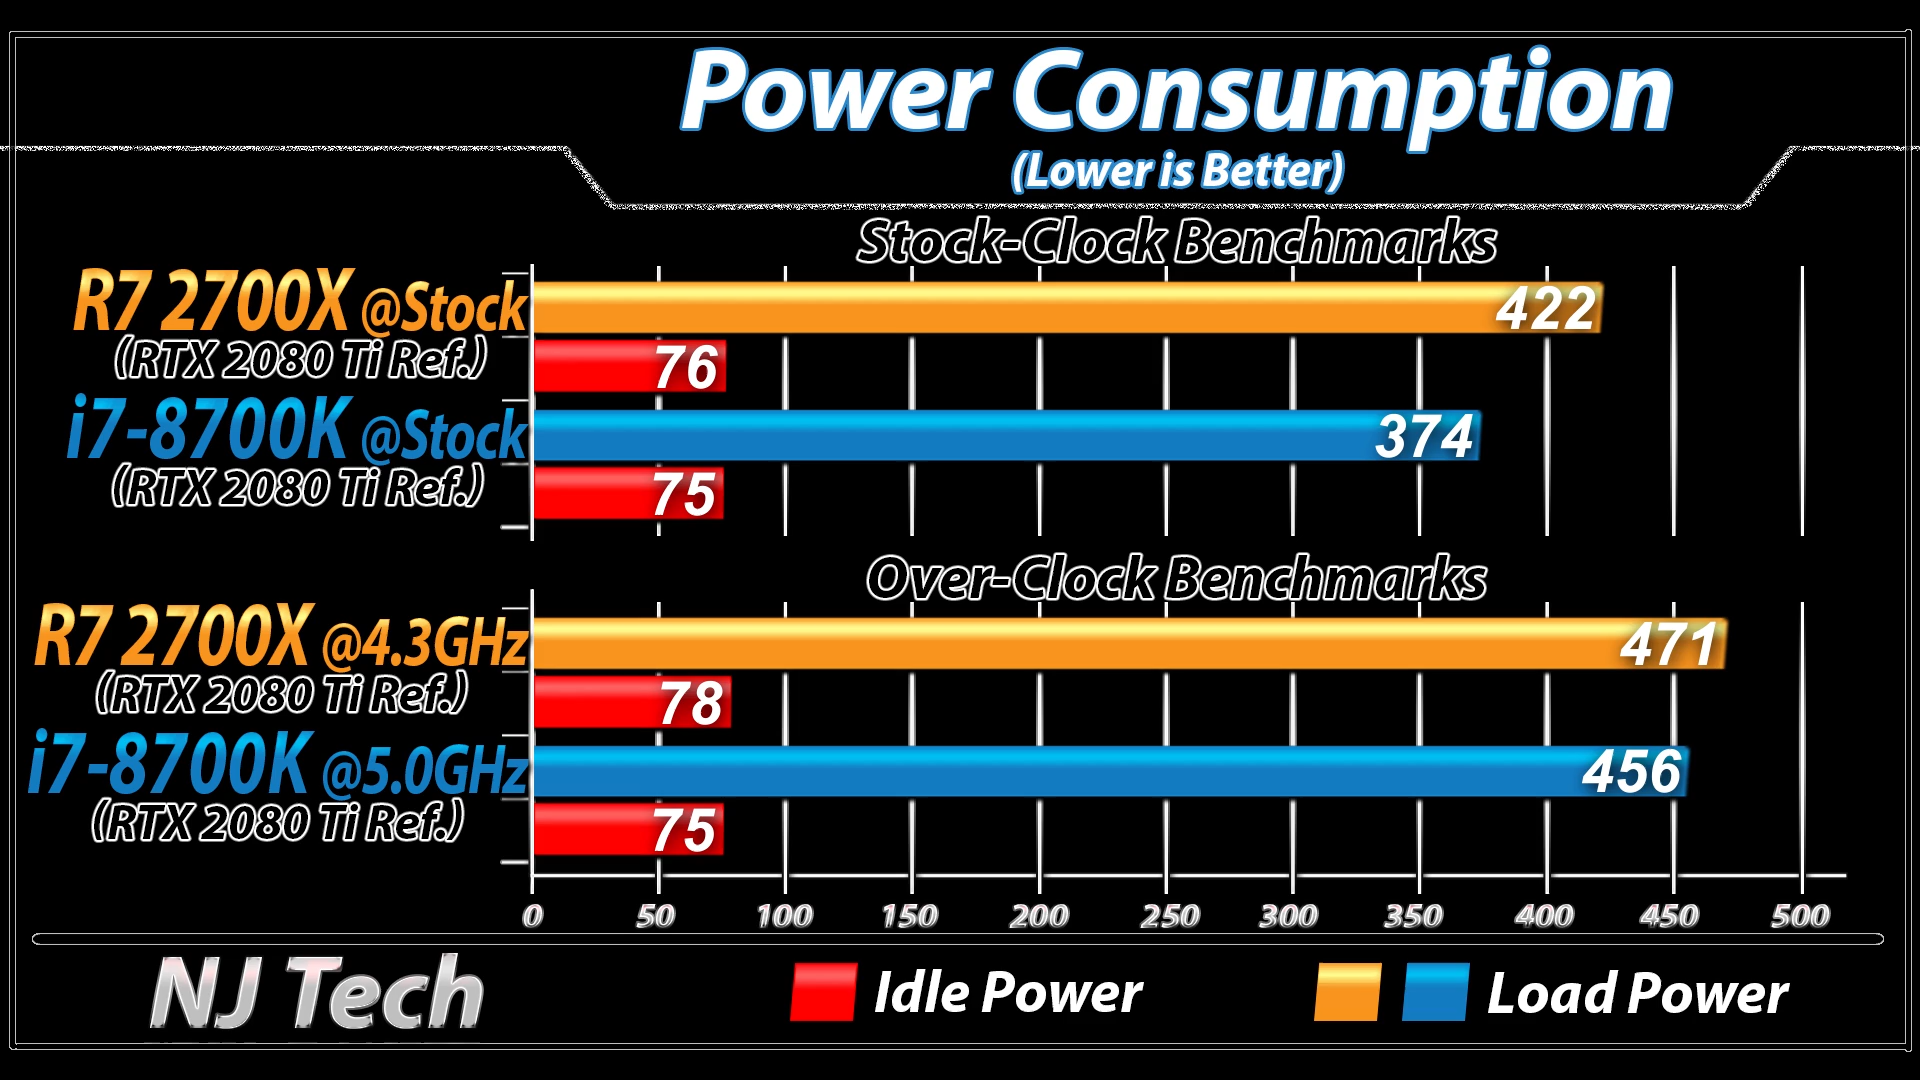 Power Consumption
(Lower is Better)
Stock-Clock Benchmarks
R7 2700X @Stock
422
(RTX 2080 Ti Ref.)
76
i7-8700K @Stock
374
(RTX 2080 Ti Ref.)
75
Over-Clock Benchmarks
R7 2700X @4.3GHz
471
(RTX 2080 Ti Ref.)
78
i7-8700K @5.0GHz
456
(RTX 2080 Ti Ref.)
75
0 50 100 150 200 250 300 350 400 450 500
NJ Tech
Idle Power
Load Power